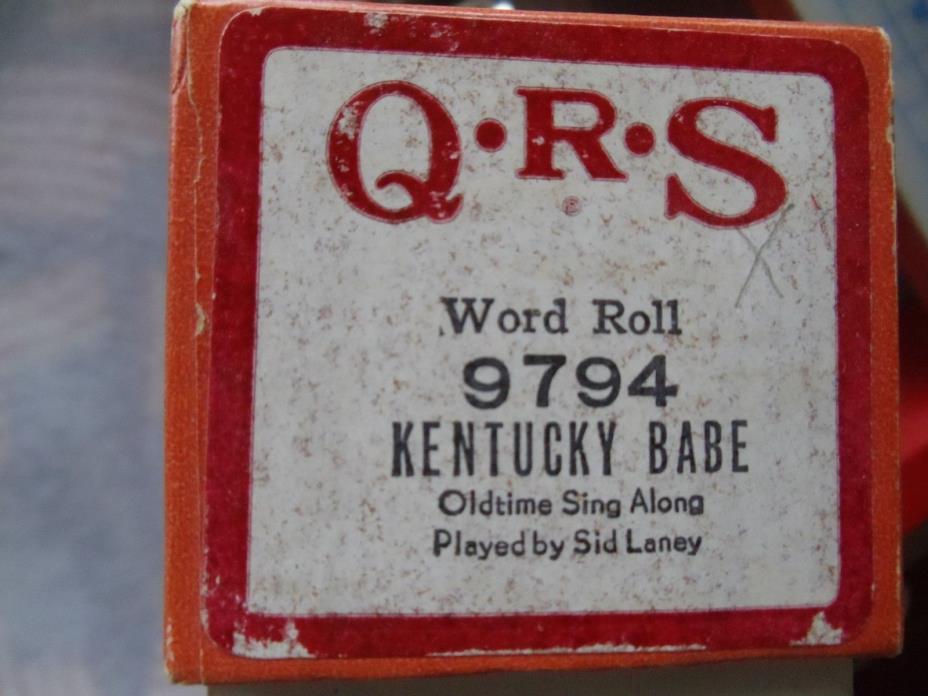 Q·R·S
®
Word Roll
9794
KENTUCKY BABE
Oldtime Sing Along
Played by Sid Laney